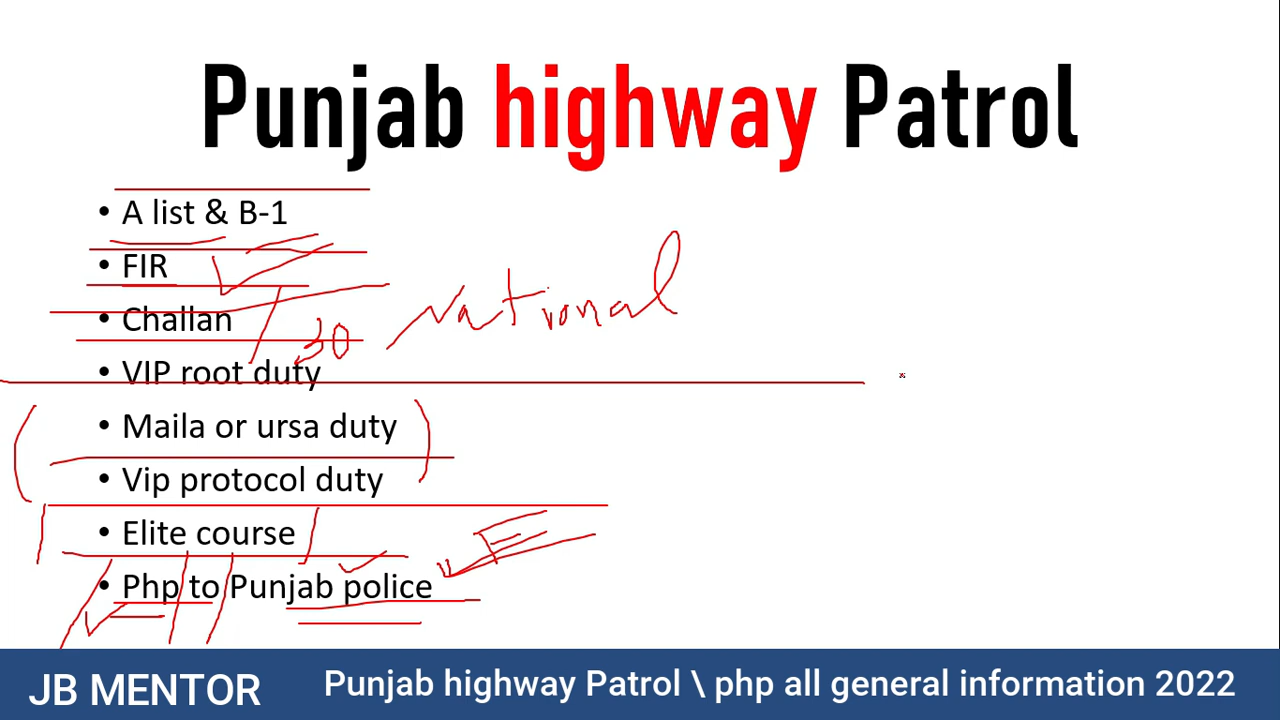 Punjab highway Patrol
• A list & B-1
• FIR
• Challan
30
National
• VIP root duty
• Maila or ursa duty
• Vip protocol duty
• Elite course
• Php to Punjab police
JB MENTOR
Punjab highway Patrol \ php all general information 2022